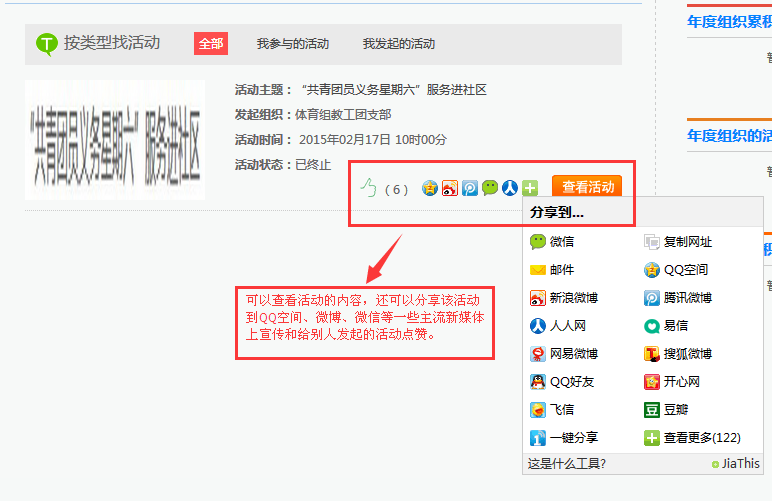 按类型找活动 全部 我参与的活动 我发起的活动
"共青团员义务星期六"服务进社区
活动主题："共青团员义务星期六"服务进社区
发起组织：体育组教工团支部
活动时间： 2015年02月17日 10时00分
活动状态：已终止
( 6 ) 查看活动
可以查看活动的内容，还可以分享该活动
到QQ空间、微博、微信等一些主流新媒体
上宣传和给别人发起的活动点赞。
分享到...
微信 复制网址
邮件 QQ空间
新浪微博 腾讯微博
人人网 易信
网易微博 搜狐微博
QQ好友 开心网
飞信 豆瓣
一键分享 查看更多(122)
这是什么工具? JiaThis
年度组织累积
年度组织的活